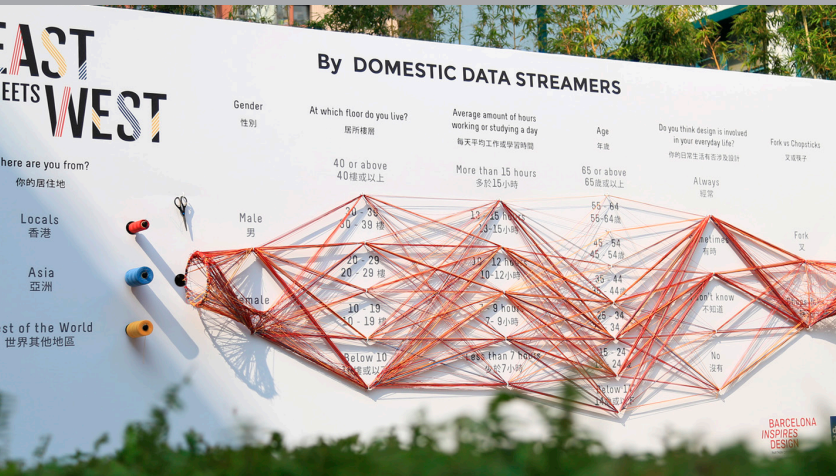 EAST
EETS WEST
By DOMESTIC DATA STREAMERS
here are you from?
你的居住地
Locals
香港
Asia
亞洲
est of the World
世界其他地區
Gender
性別
Male
男
emale
At which floor do you live?
居所樓層
40 or above
40樓或以上
30 - 39
30 - 39 樓
20 - 29
20 - 29 樓
10 - 19
10 - 19 樓
Below 10
Average amount of hours
working or studying a day
每天平均工作或學習時間
More than 15 hours
多於15小時
13 - 15 hours
13-15小時
10 - 12 hours
10-12小時
7 - 9 hours
7- 9小時
Less than 7 hours
少於7小時
Age
年歲
65 or above
65歲或以上
55 - 64
55-64歲
45 - 54
45 - 54歲
35 - 44
35 - 44歲
25 - 34
34
15 - 24
24
Do you think design is involved
in your everyday life?
你的日常生活有否涉及設計
Always
經常
metimes
有時
on't know
不知道
No
沒有
Fork vs Chopsticks
叉或筷子
Fork
叉
BARCELONA
INSPIRES
DESIGN